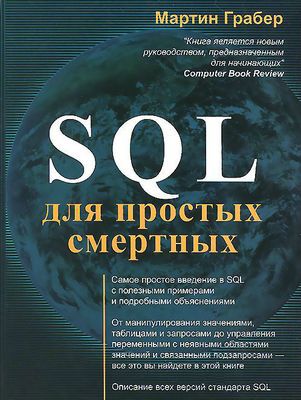 Мартин Грабер
"Книга является новым
руководством, предназначенным
для начинающих"
Computer Book Review
SQL
для простых
смертных
Самое простое введение в SQL
с полезными примерами
и подробными объяснениями
От манипулирования значениями,
таблицами и запросами до управления
переменными с неявными областями
значений и связанными подзапросами —
все это вы найдете в этой книге
Описание всех версий стандарта SQL